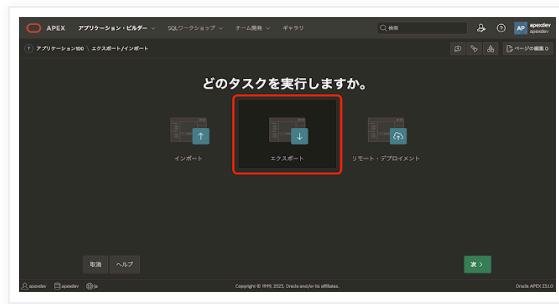 APEX アプリケーション・ビルダー SQLワークショップ チーム開発 ギャラリ 検索 AP apexdev apexdev
アプリケーション100 \ エクスポート/インポート ページの編集 0
どのタスクを実行しますか。
インポート エクスポート リモート・デプロイメント
取消 ヘルプ 次 >
apexdev apexdev ja Copyright © 1999, 2023, Oracle and/or its affiliates. Oracle APEX 23.1.0